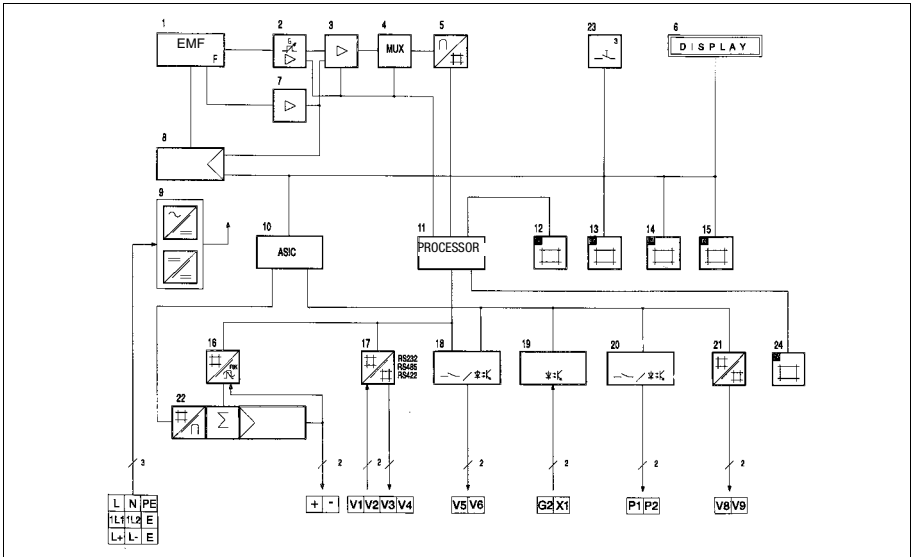 1
2
3
4
5
23
6
EMF
F
G
MUX
3
DISPLAY
7
8
9
10
ASIC
11
PROCESSOR
12
13
14
15
16
17
RS232
RS485
RS422
18
19
20
21
24
22
Σ
3
2
2
2
2
2
L N PE
1L1 1L2 E
L+ L- E
+ -
V1 V2 V3 V4
V5 V6
G2 X1
P1 P2
V8 V9